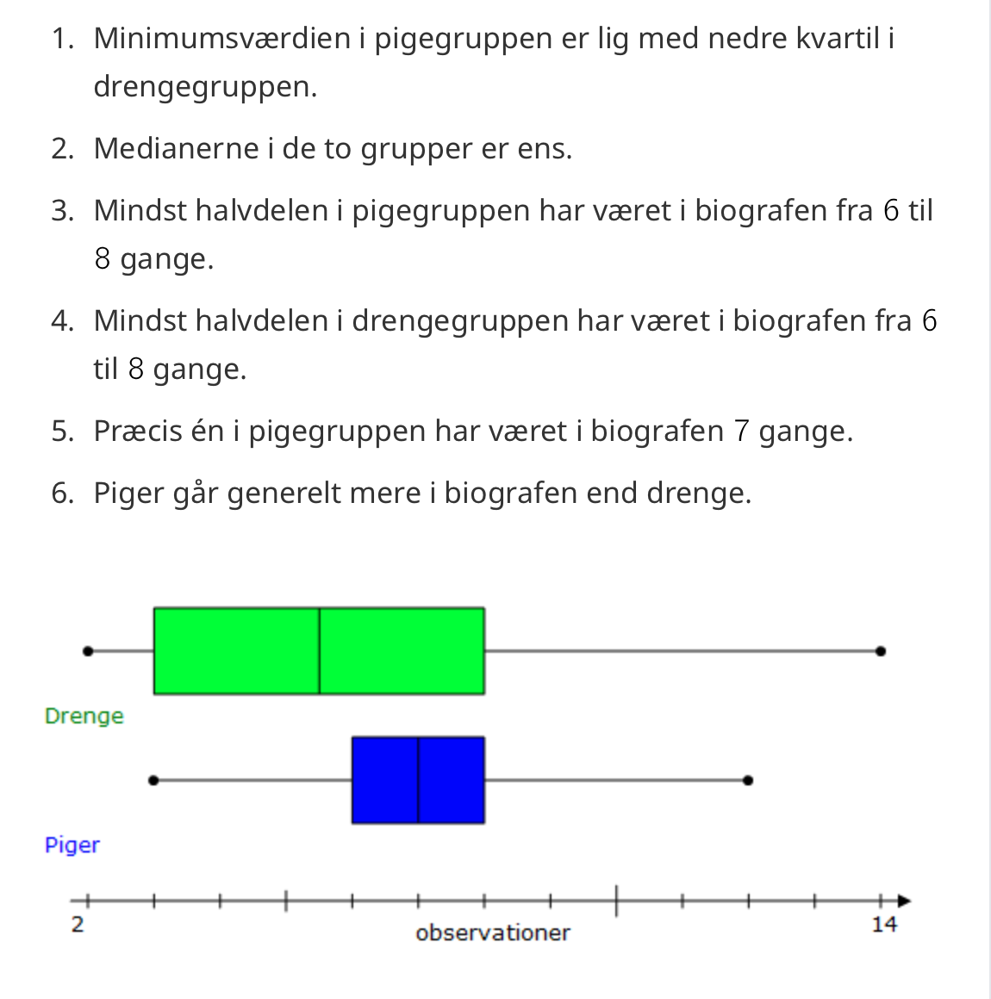 1. Minimumsværdien i pigegruppen er lig med nedre kvartil i
drengegruppen.
2. Medianerne i de to grupper er ens.
3. Mindst halvdelen i pigegruppen har været i biografen fra 6 til
8 gange.
4. Mindst halvdelen i drengegruppen har været i biografen fra 6
til 8 gange.
5. Præcis én i pigegruppen har været i biografen 7 gange.
6. Piger går generelt mere i biografen end drenge.
Drenge
Piger
2 14
observationer